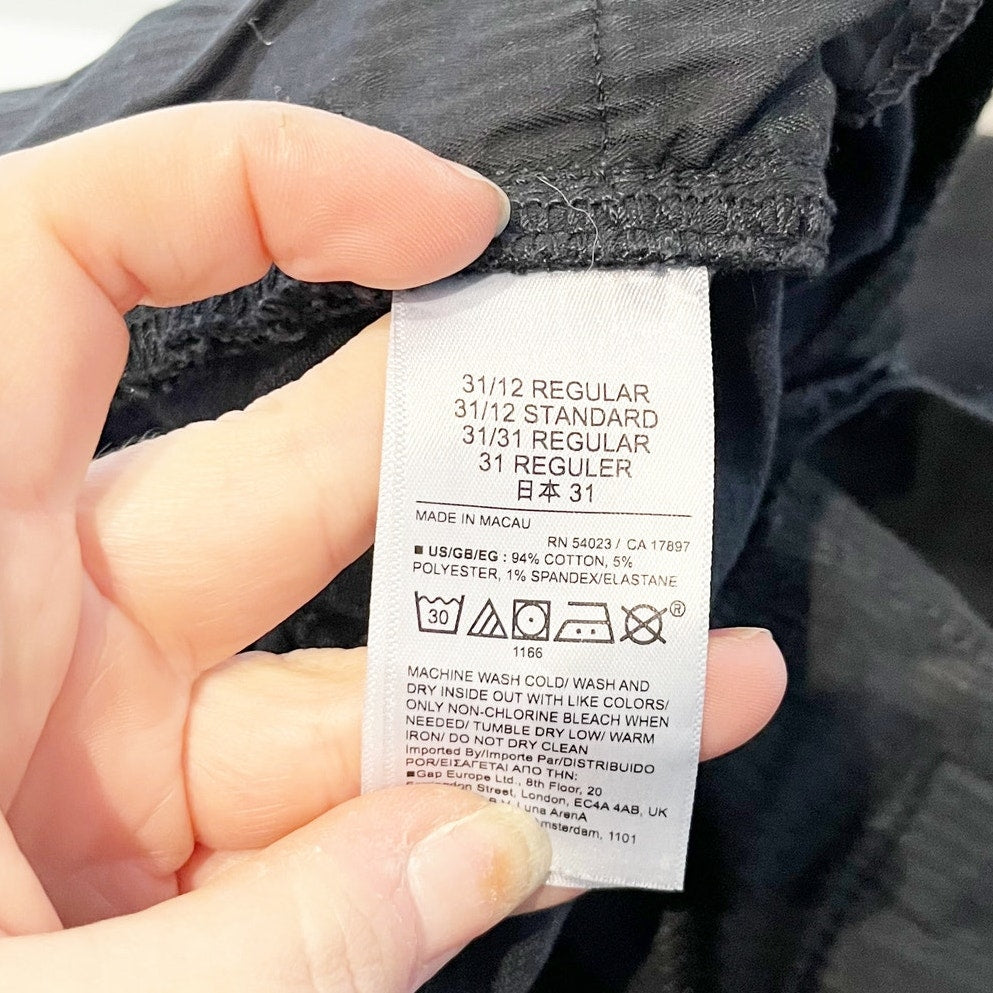 31/12 REGULAR
31/12 STANDARD
31/31 REGULAR
31 REGULER
日本 31
MADE IN MACAU
RN 54023 / CA 17897
■ US/GB/EG : 94% COTTON, 5%
POLYESTER, 1% SPANDEX/ELASTANE
30 ®
1166
MACHINE WASH COLD/ WASH AND
DRY INSIDE OUT WITH LIKE COLORS/
ONLY NON-CHLORINE BLEACH WHEN
NEEDED/ TUMBLE DRY LOW/ WARM
IRON/ DO NOT DRY CLEAN
Imported By/Importe Par/DISTRIBUIDO
POR/ΕΙΣΑΓΕΤΑΙ ΑΠΟ ΤΗΝ:
■Gap Europe Ltd., 8th Floor, 20
Street, London, EC4A 4AB, UK
Luna ArenA
msterdam, 1101